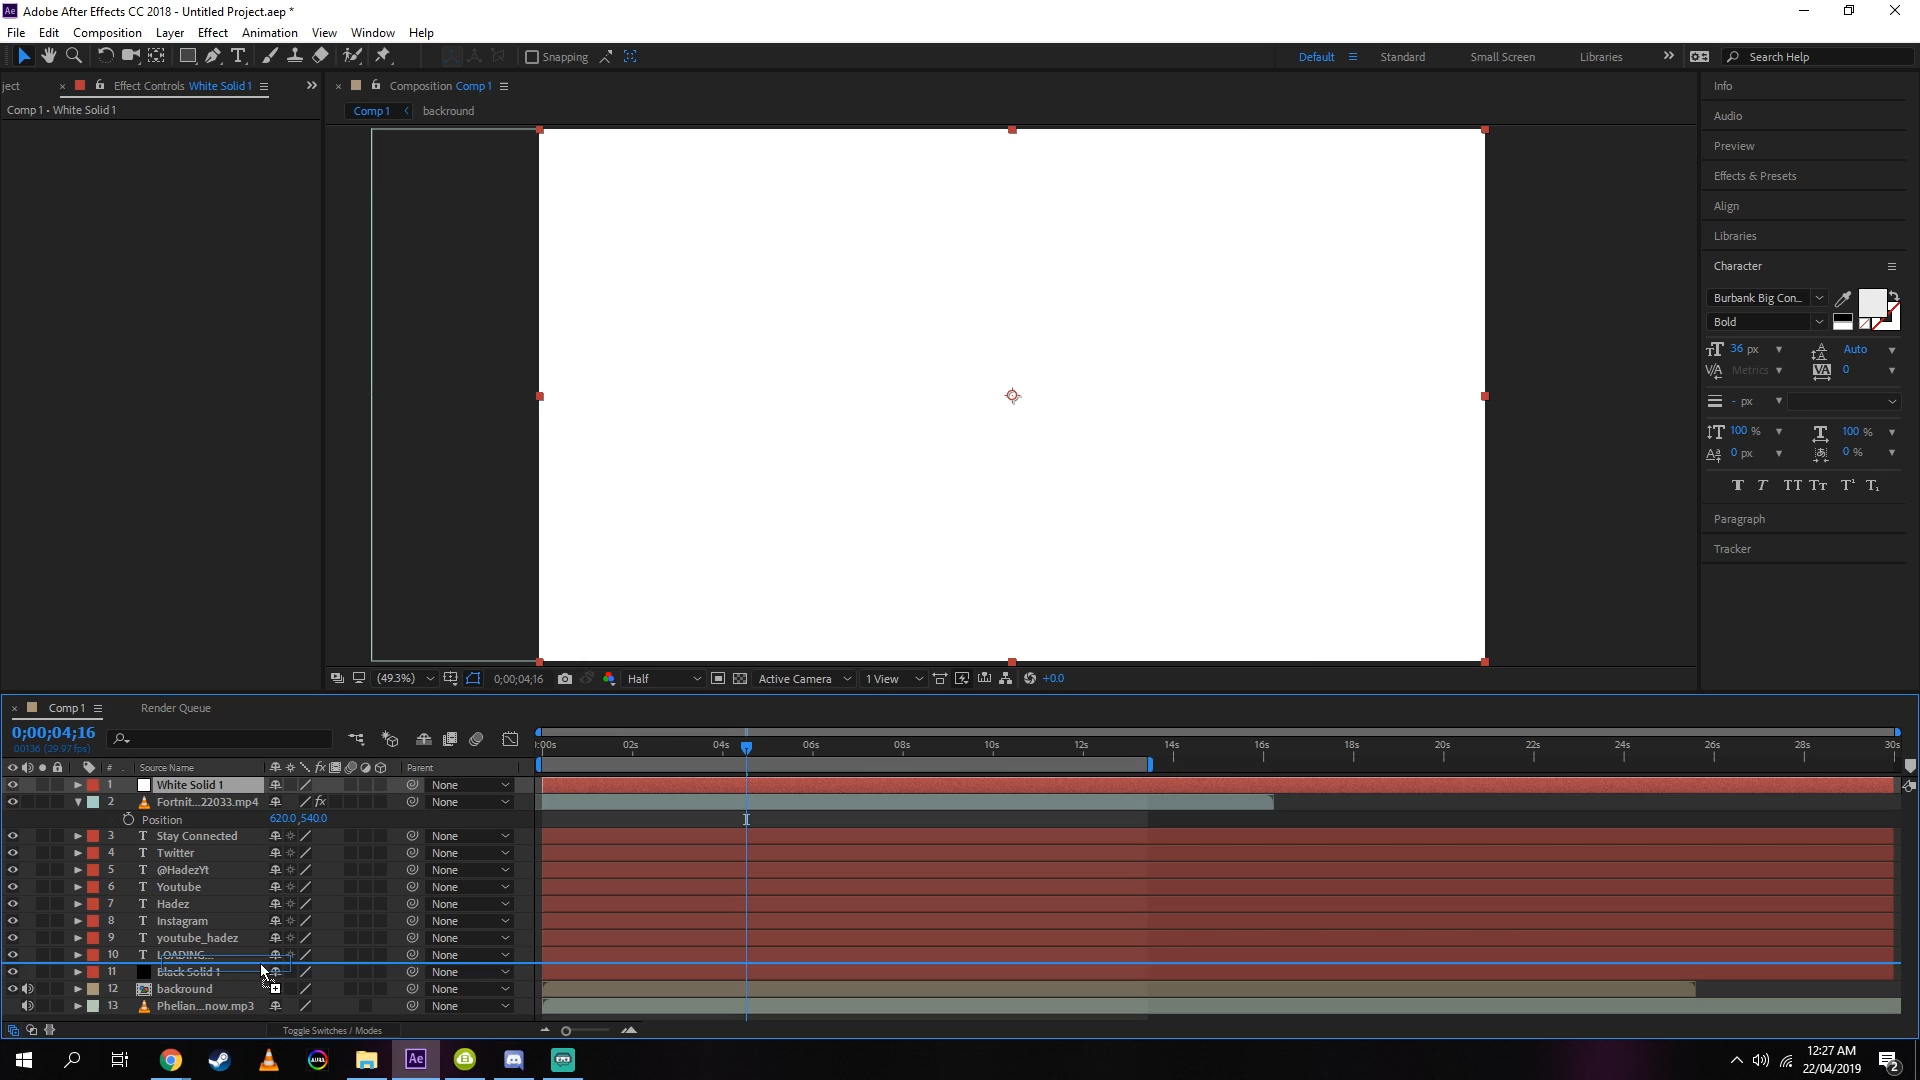 Ae Adobe After Effects CC 2018 - Untitled Project.aep *
File Edit Composition Layer Effect Animation View Window Help
Snapping Default Standard Small Screen Libraries Search Help
ject Effect Controls White Solid 1 Composition Comp 1
Comp 1 • White Solid 1
Comp 1 backround
Info
Audio
Preview
Effects & Presets
Align
Libraries
Character
Burbank Big Con...
Bold
36 px Auto
Metrics 0
- px
100 % 100 %
0 px 0 %
Paragraph
Tracker
(49.3%) 0;00;04;16 Half Active Camera 1 View +0.0
Comp 1 Render Queue
0;00;04;16
00136 (29.97 fps)
:00s 02s 04s 06s 08s 10s 12s 14s 16s 18s 20s 22s 24s 26s 28s 30s
# Source Name Parent
1 White Solid 1 None
2 Fortnit...22033.mp4 fx None
Position 620.0,540.0
3 T Stay Connected None
4 T Twitter None
5 T @HadezYt None
6 T Youtube None
7 T Hadez None
8 T Instagram None
9 T youtube_hadez None
10 T LOADING... None
11 Black Solid 1 None
12 backround None
13 Phelian...now.mp3 None
Toggle Switches / Modes
Ae 12:27 AM
22/04/2019 2